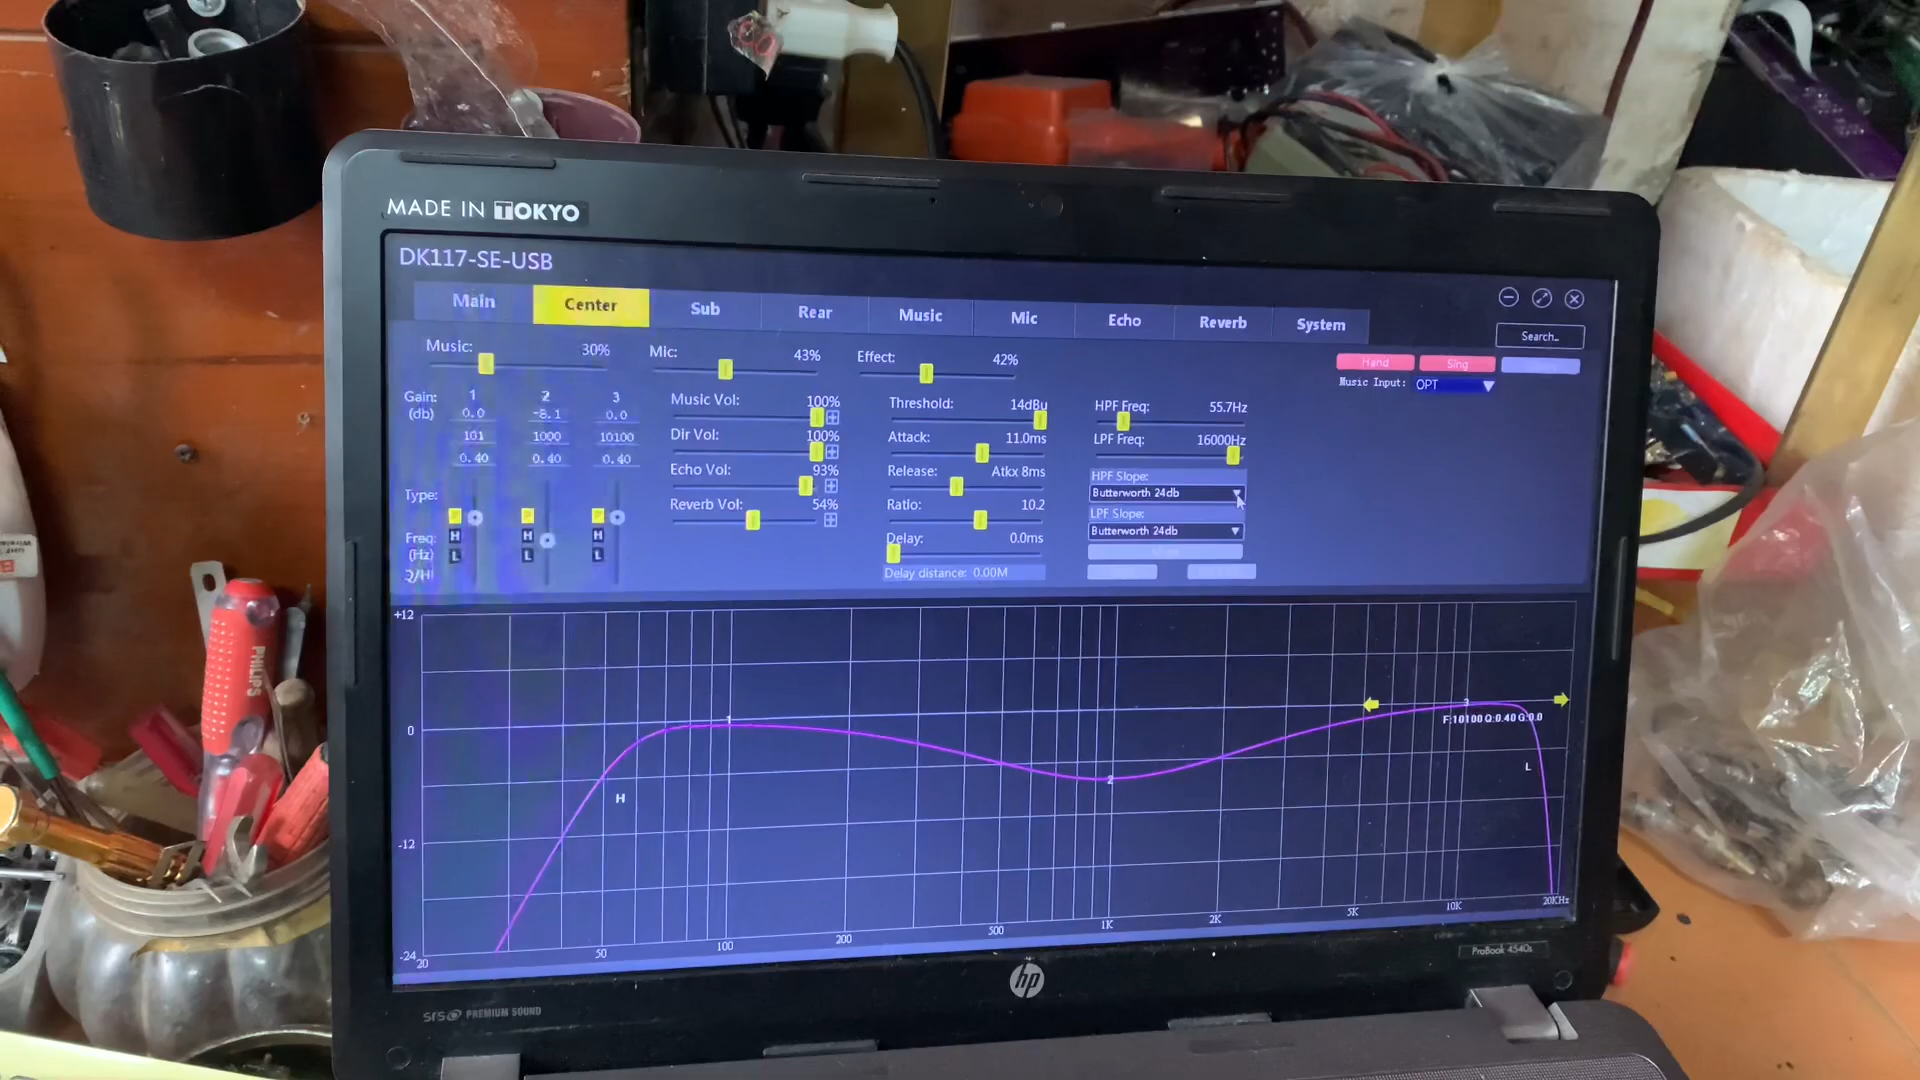 MADE IN TOKYO
DK117-SE-USB
Main Center Sub Rear Music Mic Echo Reverb System
Search..
Music: 30% Mic: 43% Effect: 42%
Hand Sing
Music Input: OPT
Gain: 1 2 3
(db) 0.0 -8.1 0.0
101 1000 10100
0.40 0.40 0.40
Type:
P P P
Freq: H H H
(Hz) L L L
Q/H
Music Vol: 100%
Dir Vol: 100%
Echo Vol: 93%
Reverb Vol: 54%
Threshold: 14dBu
Attack: 11.0ms
Release: Atkx 8ms
Ratio: 10.2
Delay: 0.0ms
Delay distance: 0.00M
HPF Freq: 55.7Hz
LPF Freq: 16000Hz
HPF Slope:
Butterworth 24db
LPF Slope:
Butterworth 24db
+12
0
-12
-24
1
2
3
F:10100 Q:0.40 G:0.0
H
L
20 50 100 200 500 1K 2K 5K 10K 20KHz
hp
ProBook 4540s
SRS PREMIUM SOUND
PHILIPS